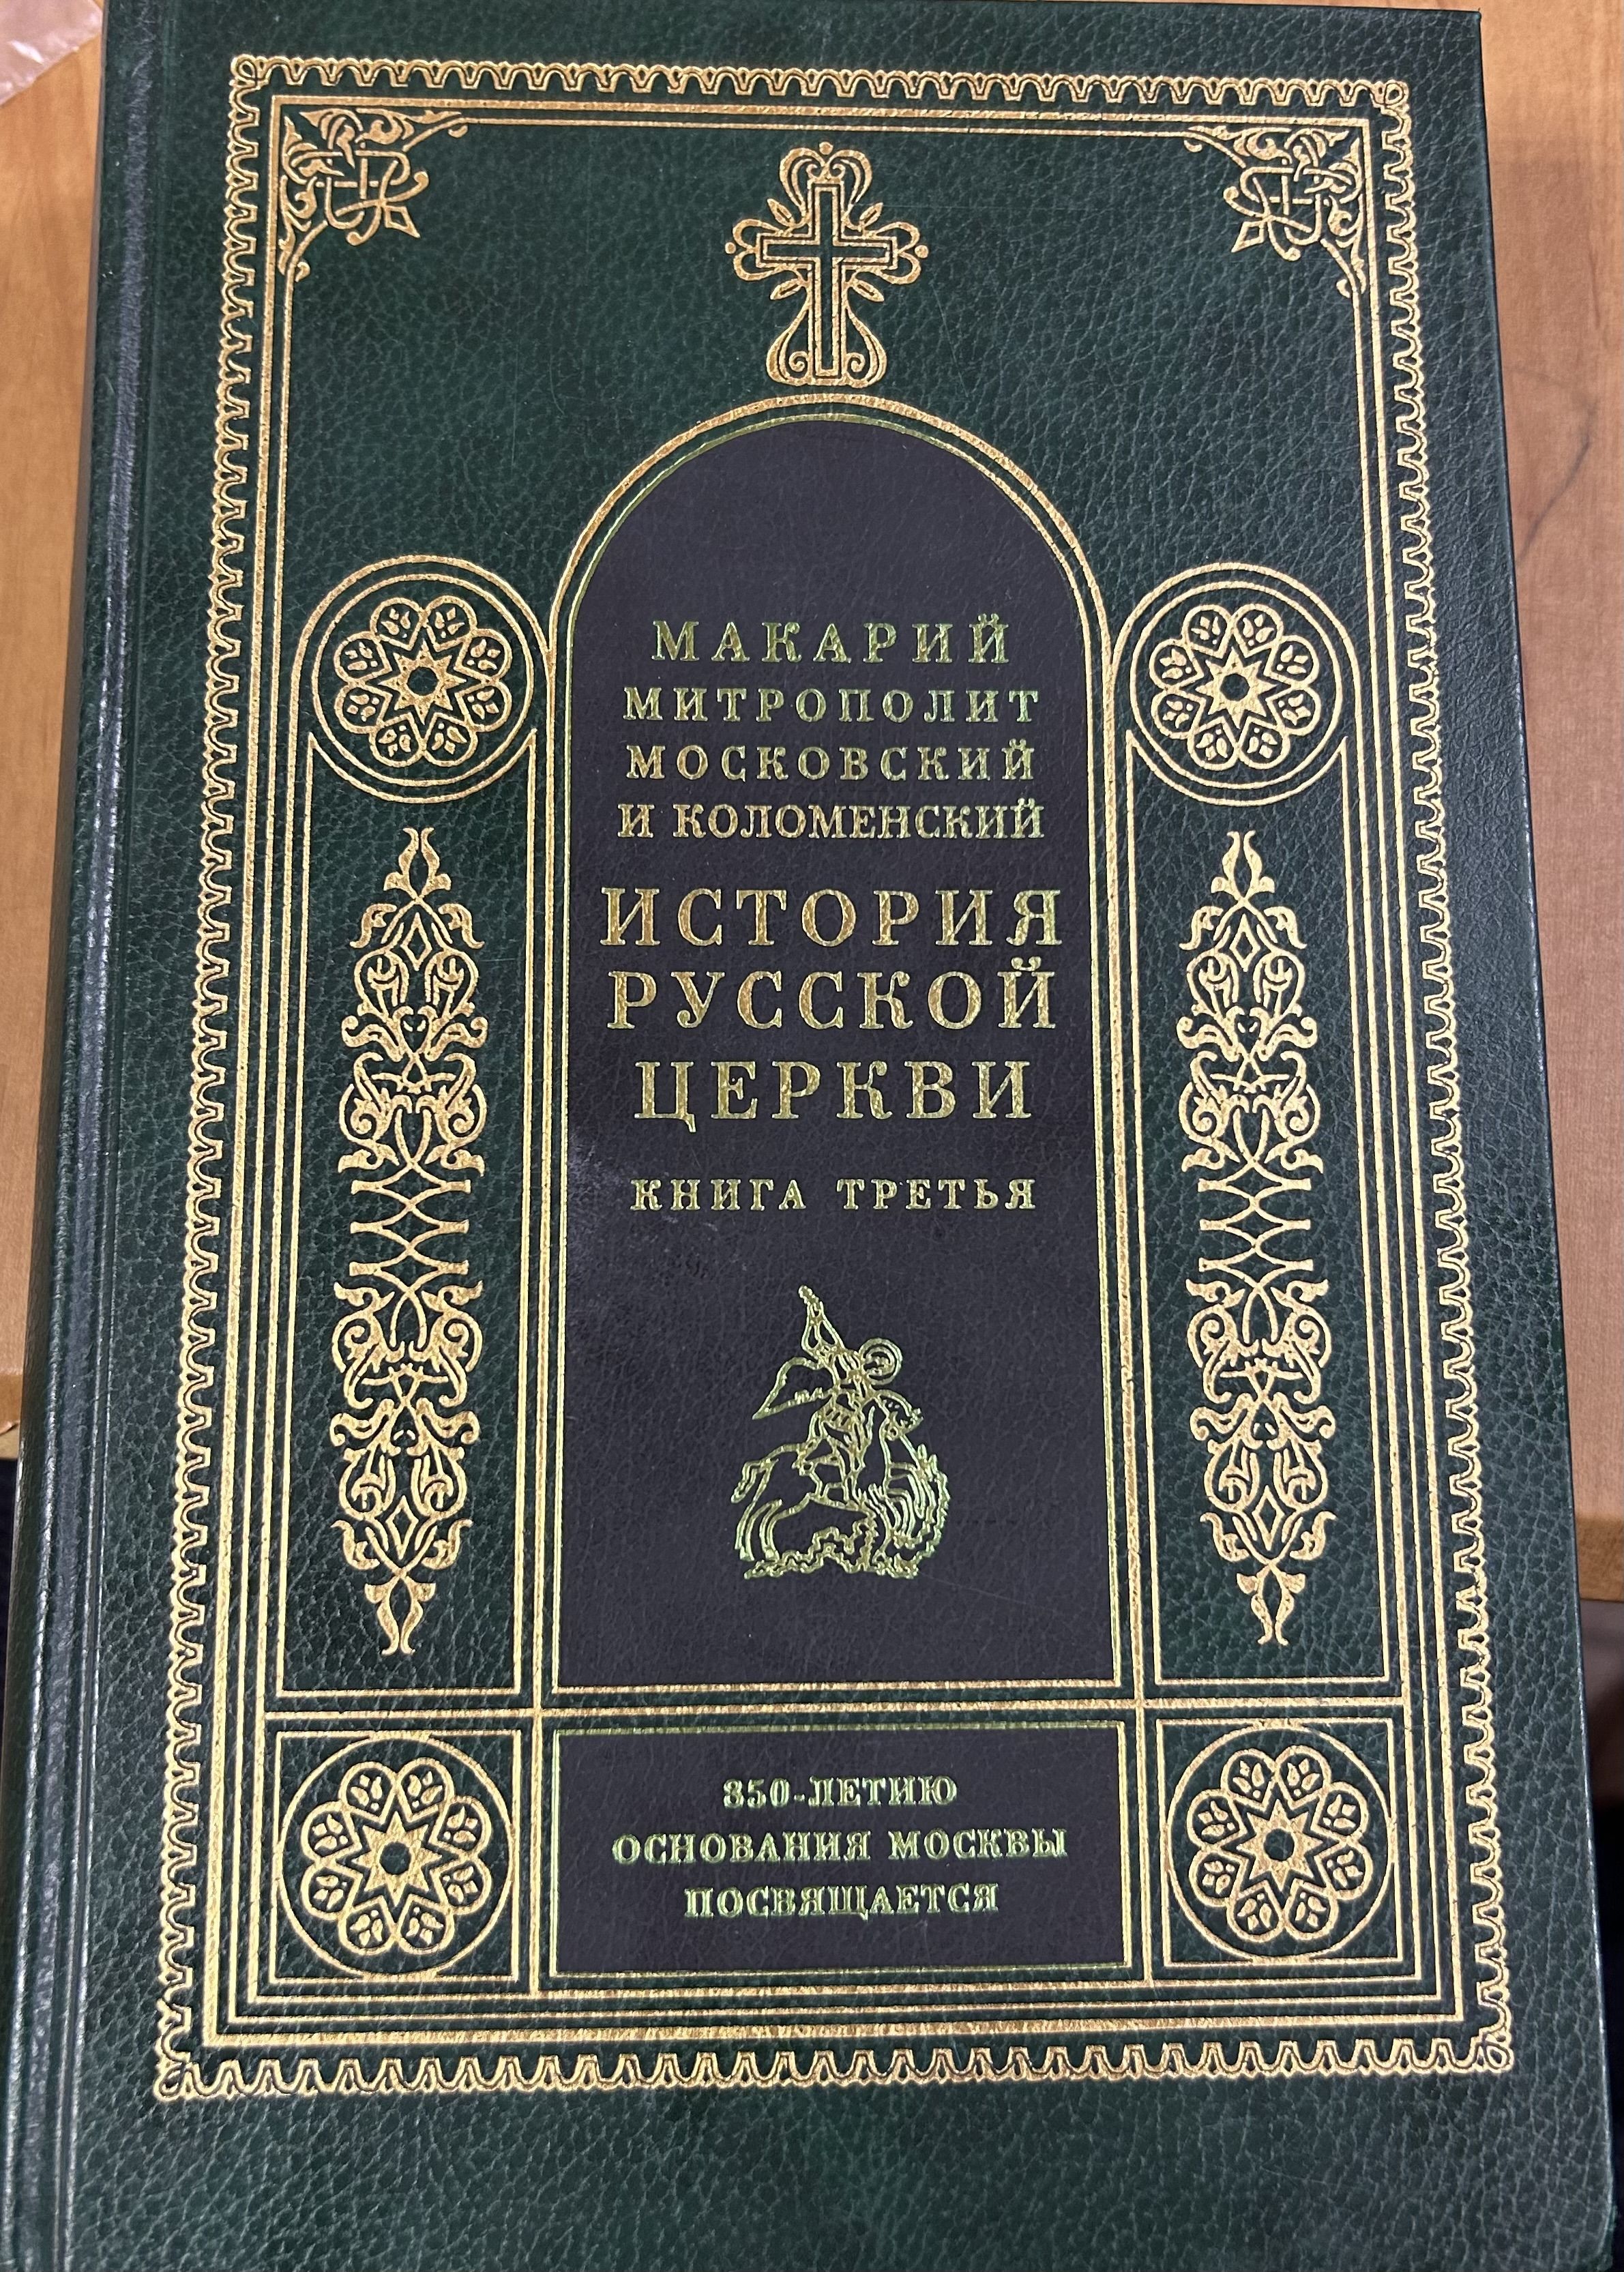 МАКАРИЙ
МИТРОПОЛИТ
МОСКОВСКИЙ
И КОЛОМЕНСКИЙ
ИСТОРИЯ
РУССКОЙ
ЦЕРКВИ
КНИГА ТРЕТЬЯ
850-ЛЕТИЮ
ОСНОВАНИЯ МОСКВЫ
ПОСВЯЩАЕТСЯ